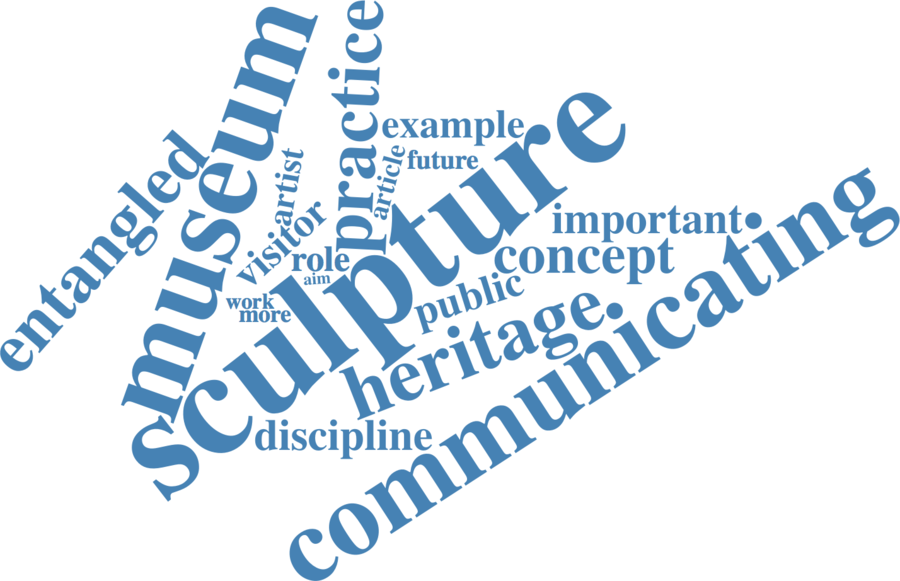 museum
practice
example
entangled
artist
article
future
sculpture
visitor
important
role
concept
aim
work
more
public
heritage
communicating
discipline